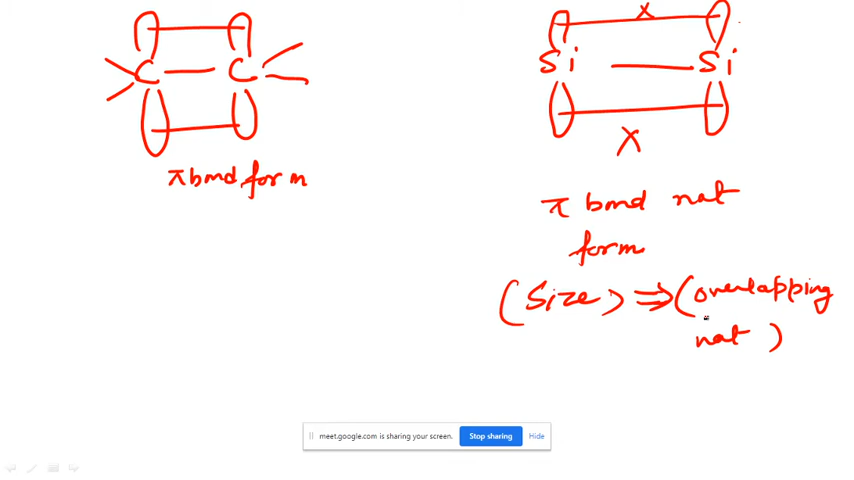 C C
π bond form
X
Si Si
X
π bond not
form
(Size) ⇒ (overlapping
not)
meet.google.com is sharing your screen. Stop sharing Hide